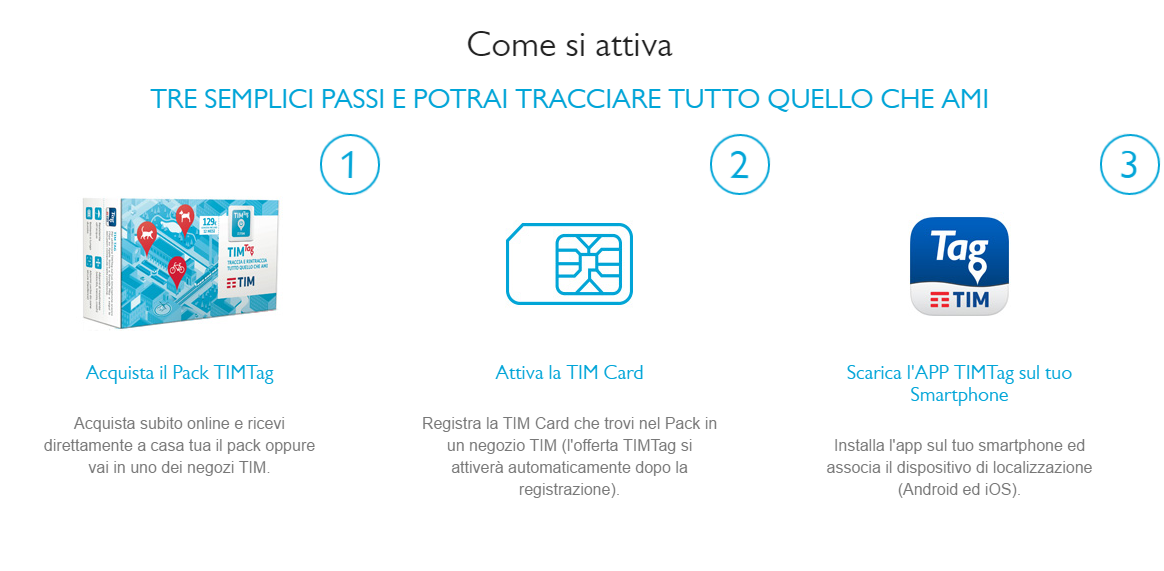 Come si attiva
TRE SEMPLICI PASSI E POTRAI TRACCIARE TUTTO QUELLO CHE AMI
1
2
3
Tag
129€
TIMTag
TIMTag
TRACCIA E RINTRACCIA
TUTTO QUELLO CHE AMI
TIM
Tag
TIM
Acquista il Pack TIMTag
Acquista subito online e ricevi
direttamente a casa tua il pack oppure
vai in uno dei negozi TIM.
Attiva la TIM Card
Registra la TIM Card che trovi nel Pack in
un negozio TIM (l'offerta TIMTag si
attiverà automaticamente dopo la
registrazione).
Scarica l'APP TIMTag sul tuo
Smartphone
Installa l'app sul tuo smartphone ed
associa il dispositivo di localizzazione
(Android ed iOS).